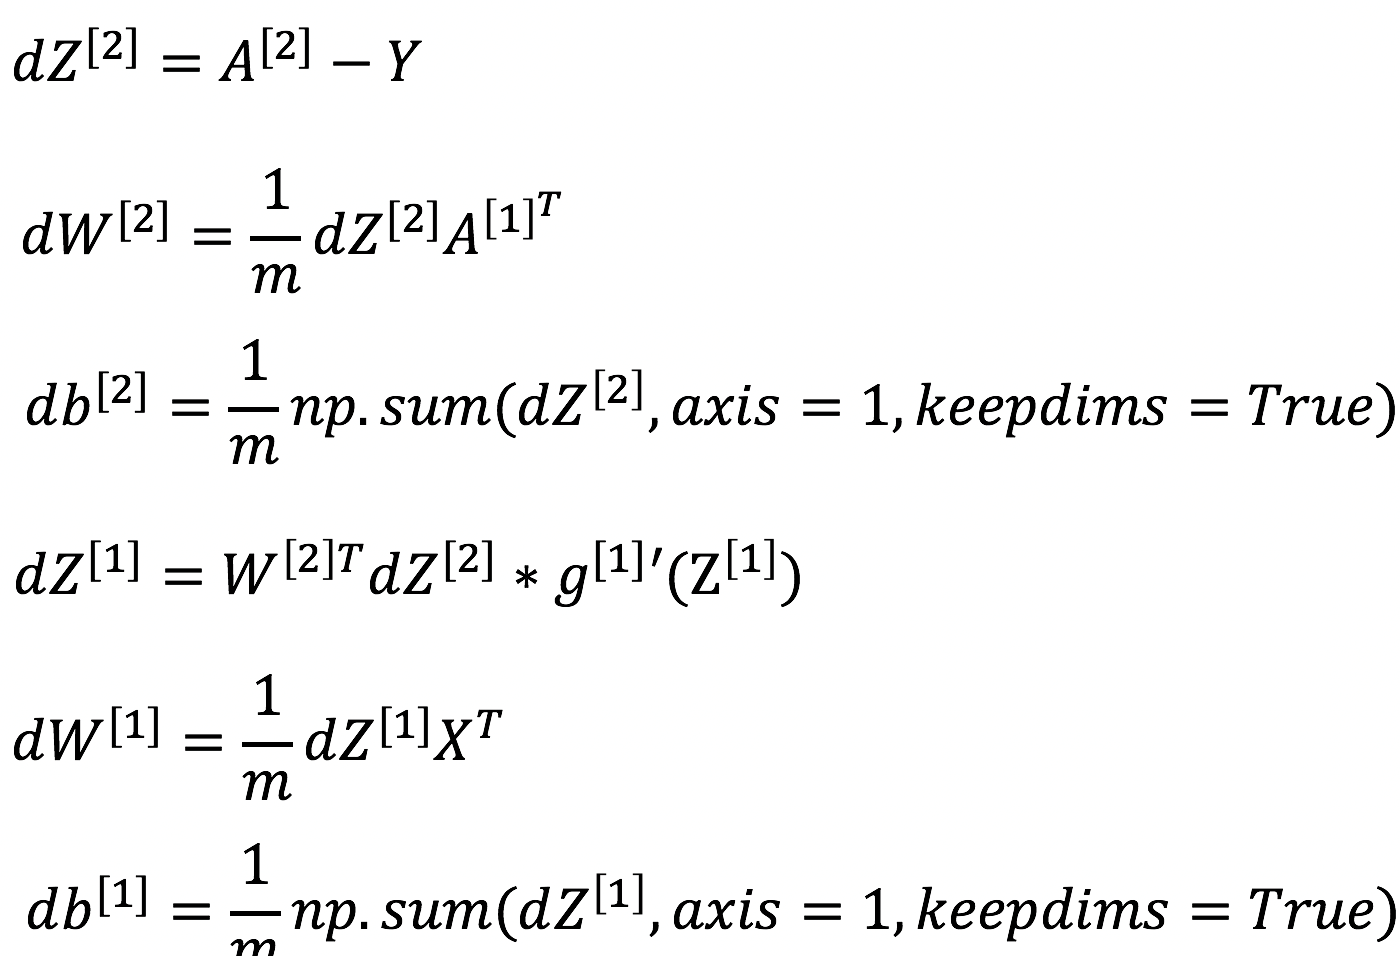 dZ^{[2]} = A^{[2]} − Y
dW^{[2]} = \frac{1}{m} dZ^{[2]} A^{[1]^T}
db^{[2]} = \frac{1}{m} np.sum(dZ^{[2]}, axis = 1, keepdims = True)
dZ^{[1]} = W^{[2]T} dZ^{[2]} * g^{[1]}′(Z^{[1]})
dW^{[1]} = \frac{1}{m} dZ^{[1]} X^T
db^{[1]} = \frac{1}{m} np.sum(dZ^{[1]}, axis = 1, keepdims = True)